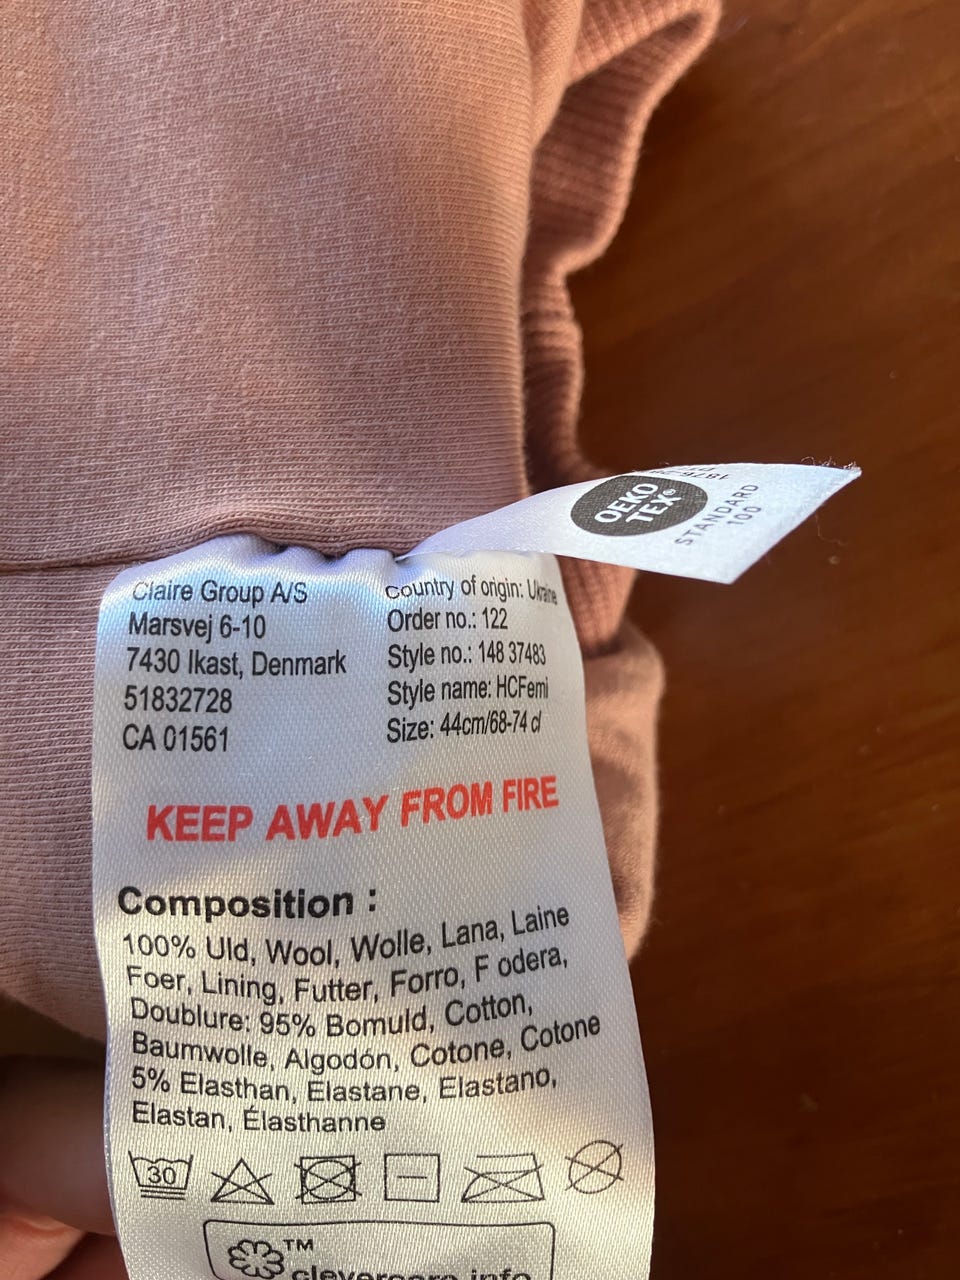 OEKO
TEX®
STANDARD
100
Claire Group A/S
Marsvej 6-10
7430 Ikast, Denmark
51832728
CA 01561
Country of origin: Ukraine
Order no.: 122
Style no.: 148 37483
Style name: HCFemi
Size: 44cm/68-74 cl
KEEP AWAY FROM FIRE
Composition :
100% Uld, Wool, Wolle, Lana, Laine
Foer, Lining, Futter, Forro, F odera,
Doublure: 95% Bomuld, Cotton,
Baumwolle, Algodón, Cotone, Cotone
5% Elasthan, Elastane, Elastano,
Elastan, Élasthanne
30
TM
clevercare.info